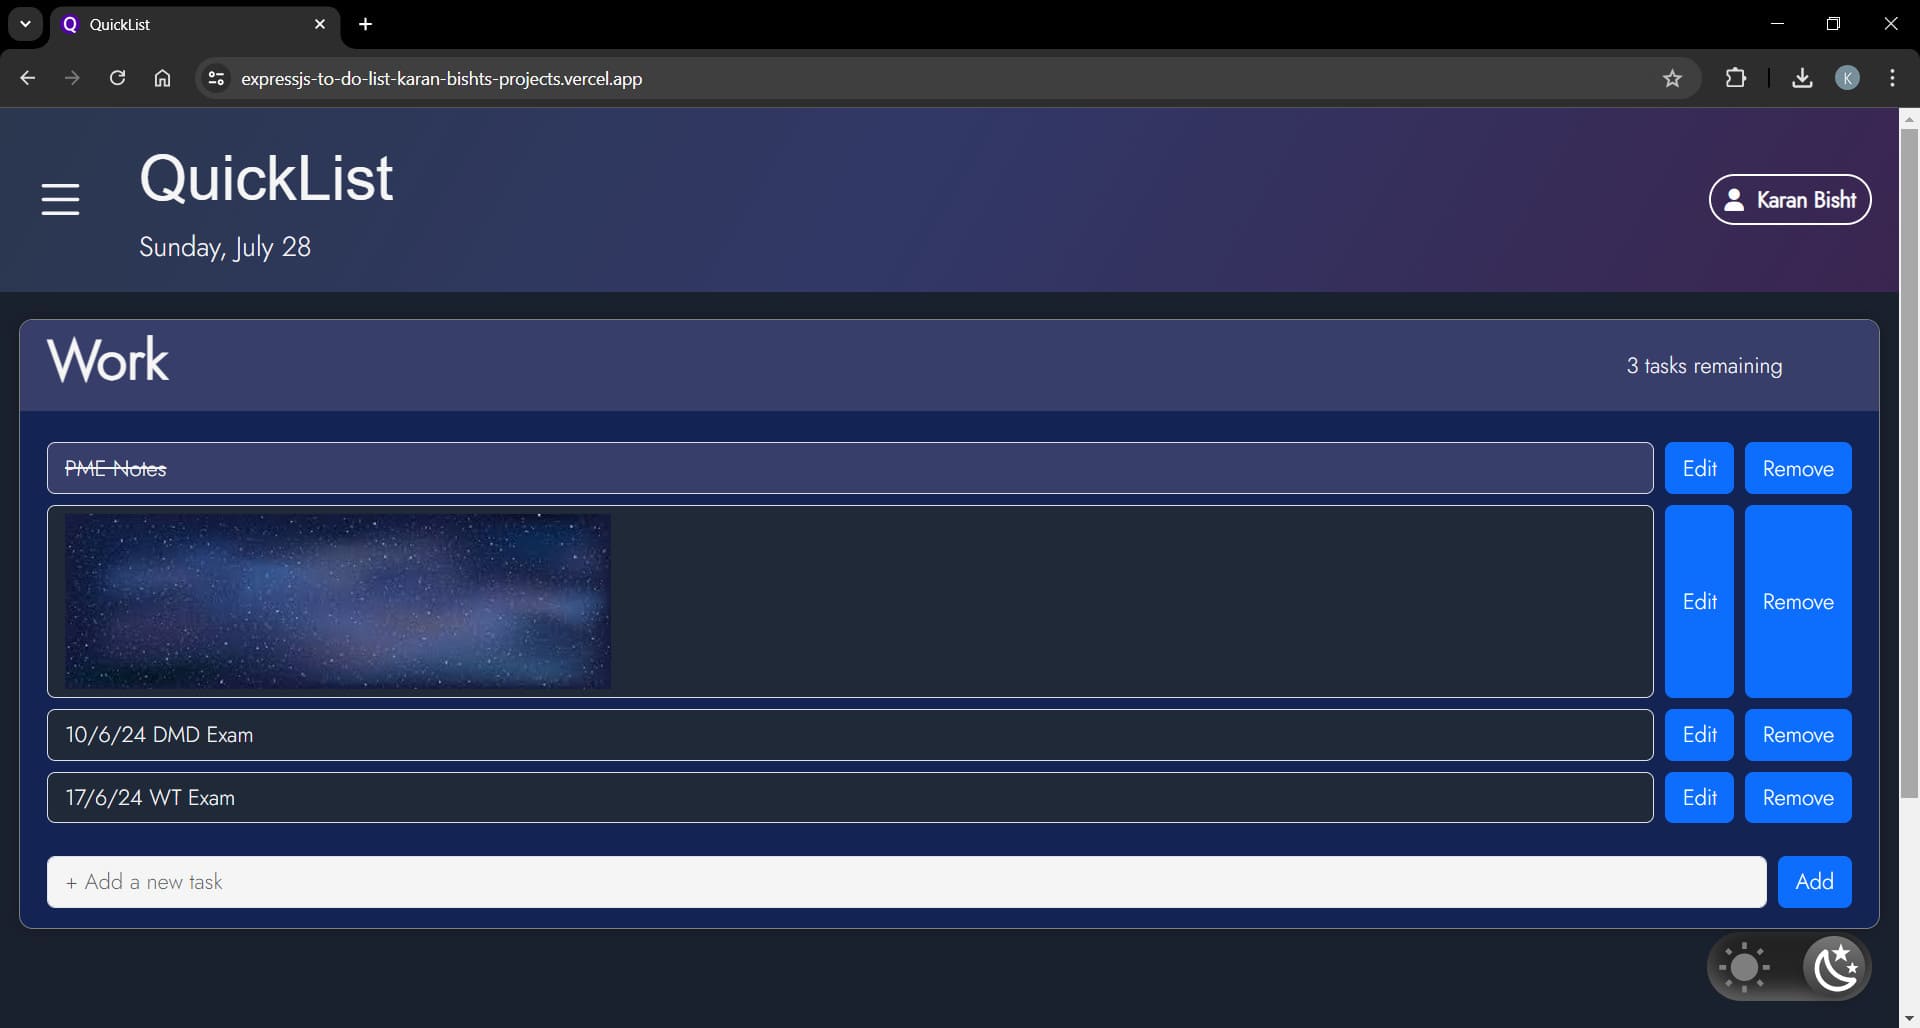 QuickList
expressjs-to-do-list-karan-bishts-projects.vercel.app
K
QuickList
Sunday, July 28
Karan Bisht
Work
3 tasks remaining
PME Notes
Edit
Remove
Edit
Remove
10/6/24 DMD Exam
Edit
Remove
17/6/24 WT Exam
Edit
Remove
+ Add a new task
Add